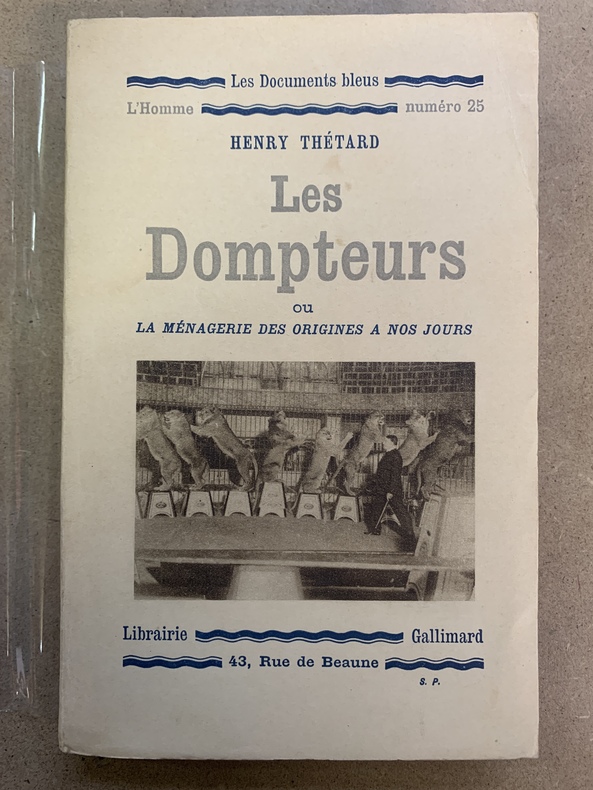 Les Documents bleus
L'Homme numéro 25
HENRY THÉTARD
Les
Dompteurs
ou
LA MÉNAGERIE DES ORIGINES A NOS JOURS
Librairie Gallimard
43, Rue de Beaune
S. P.